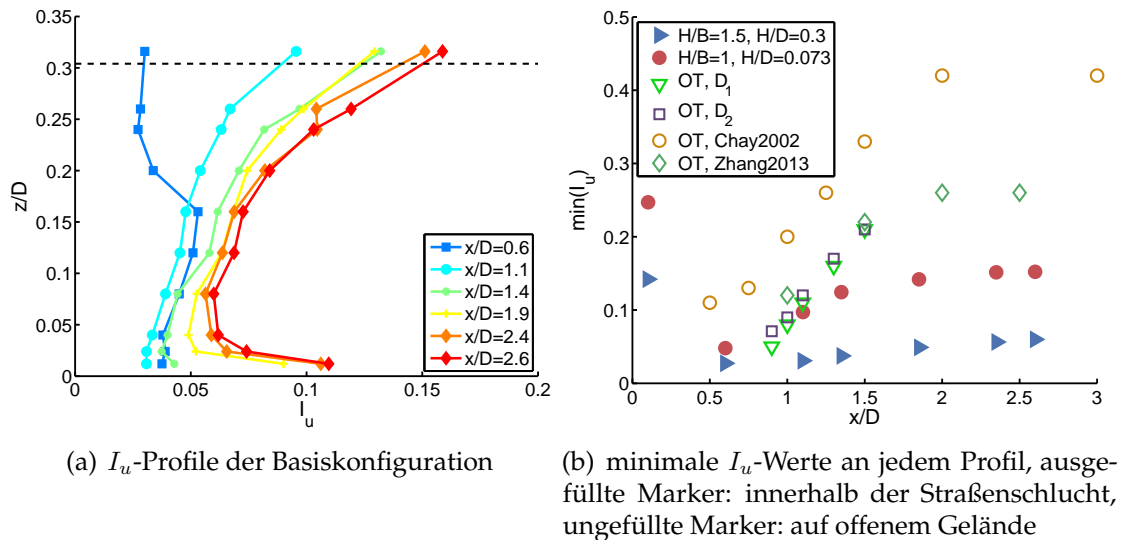 0.35
0.3
0.25
0.2
0.15
0.1
0.05
0
z/D
0
0.05
0.1
0.15
0.2
I_u
x/D=0.6
x/D=1.1
x/D=1.4
x/D=1.9
x/D=2.4
x/D=2.6
(a) I_u-Profile der Basiskonfiguration
0.5
0.4
0.3
0.2
0.1
0
min(I_u)
0
0.5
1
1.5
2
2.5
3
x/D
H/B=1.5, H/D=0.3
H/B=1, H/D=0.073
OT, D_1
OT, D_2
OT, Chay2002
OT, Zhang2013
(b) minimale I_u-Werte an jedem Profil, ausge-
füllte Marker: innerhalb der Straßenschlucht,
ungefüllte Marker: auf offenem Gelände